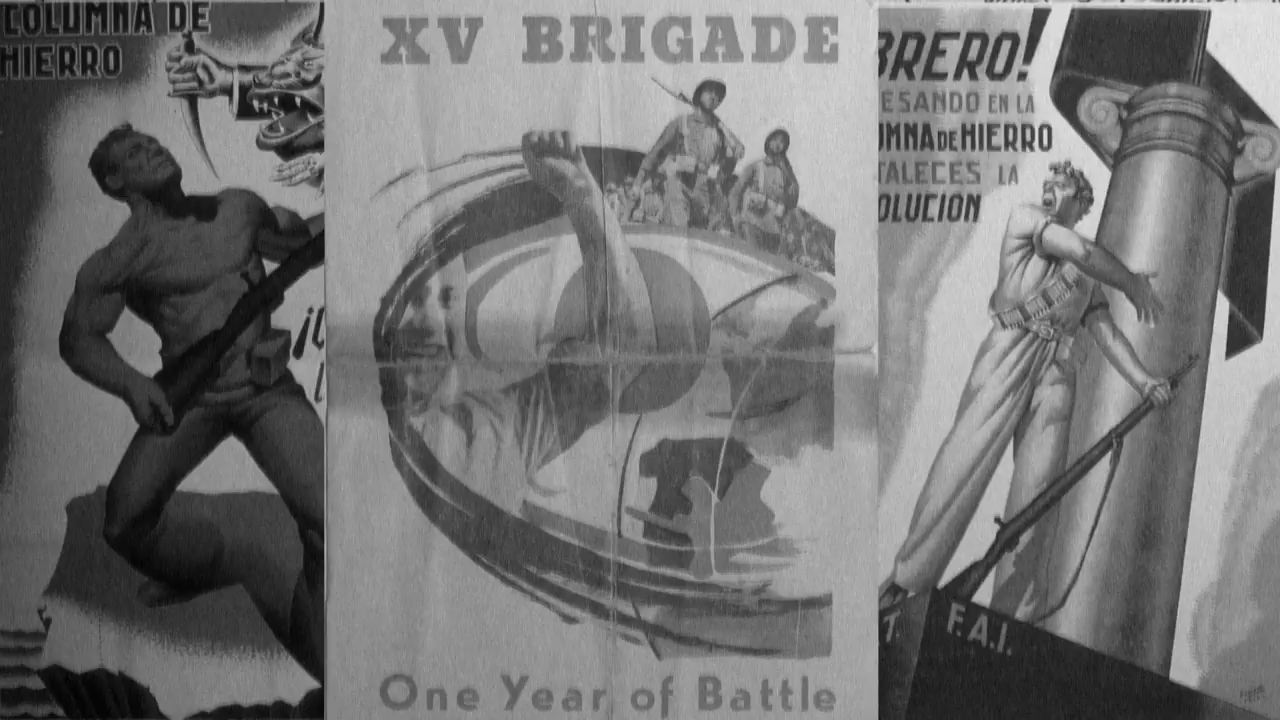 COLUMNA DE
HIERRO
XV BRIGADE
One Year of Battle
BRERO!
ESANDO EN LA
UMNA DE HIERRO
TALECES LA
OLUCION
F.A.I.